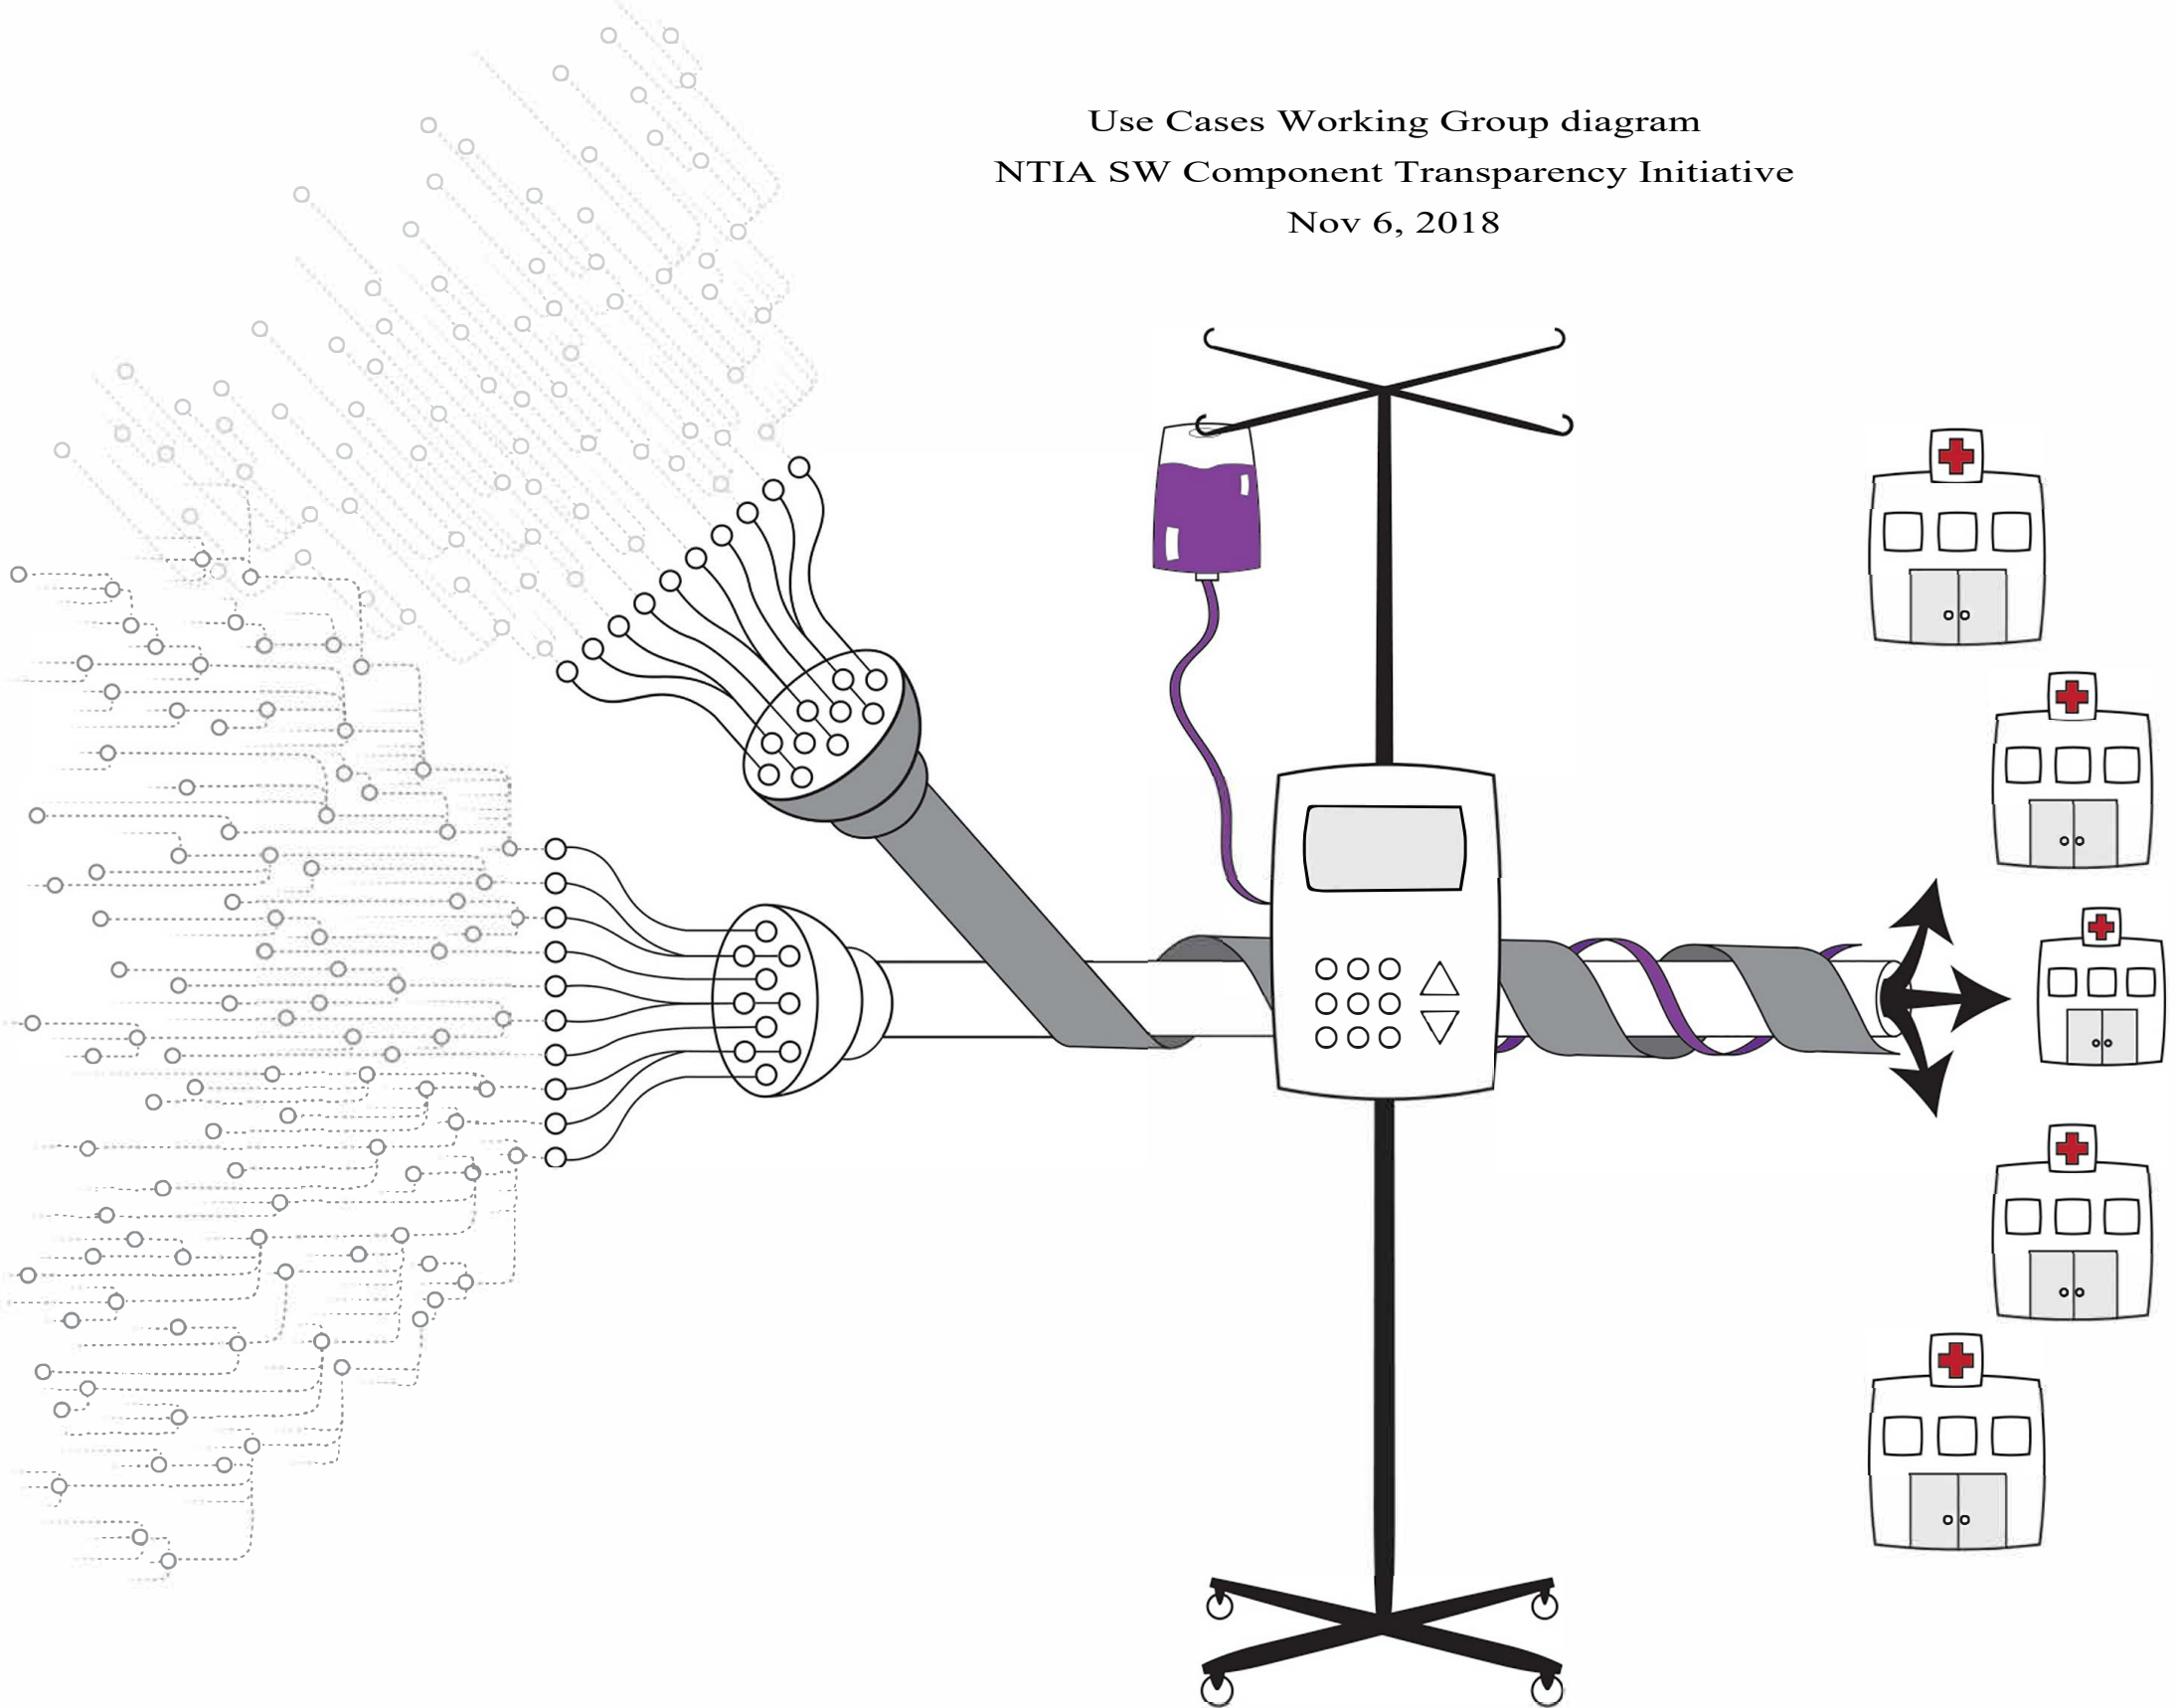 Use Cases Working Group diagram
NTIA SW Component Transparency Initiative
Nov 6, 2018